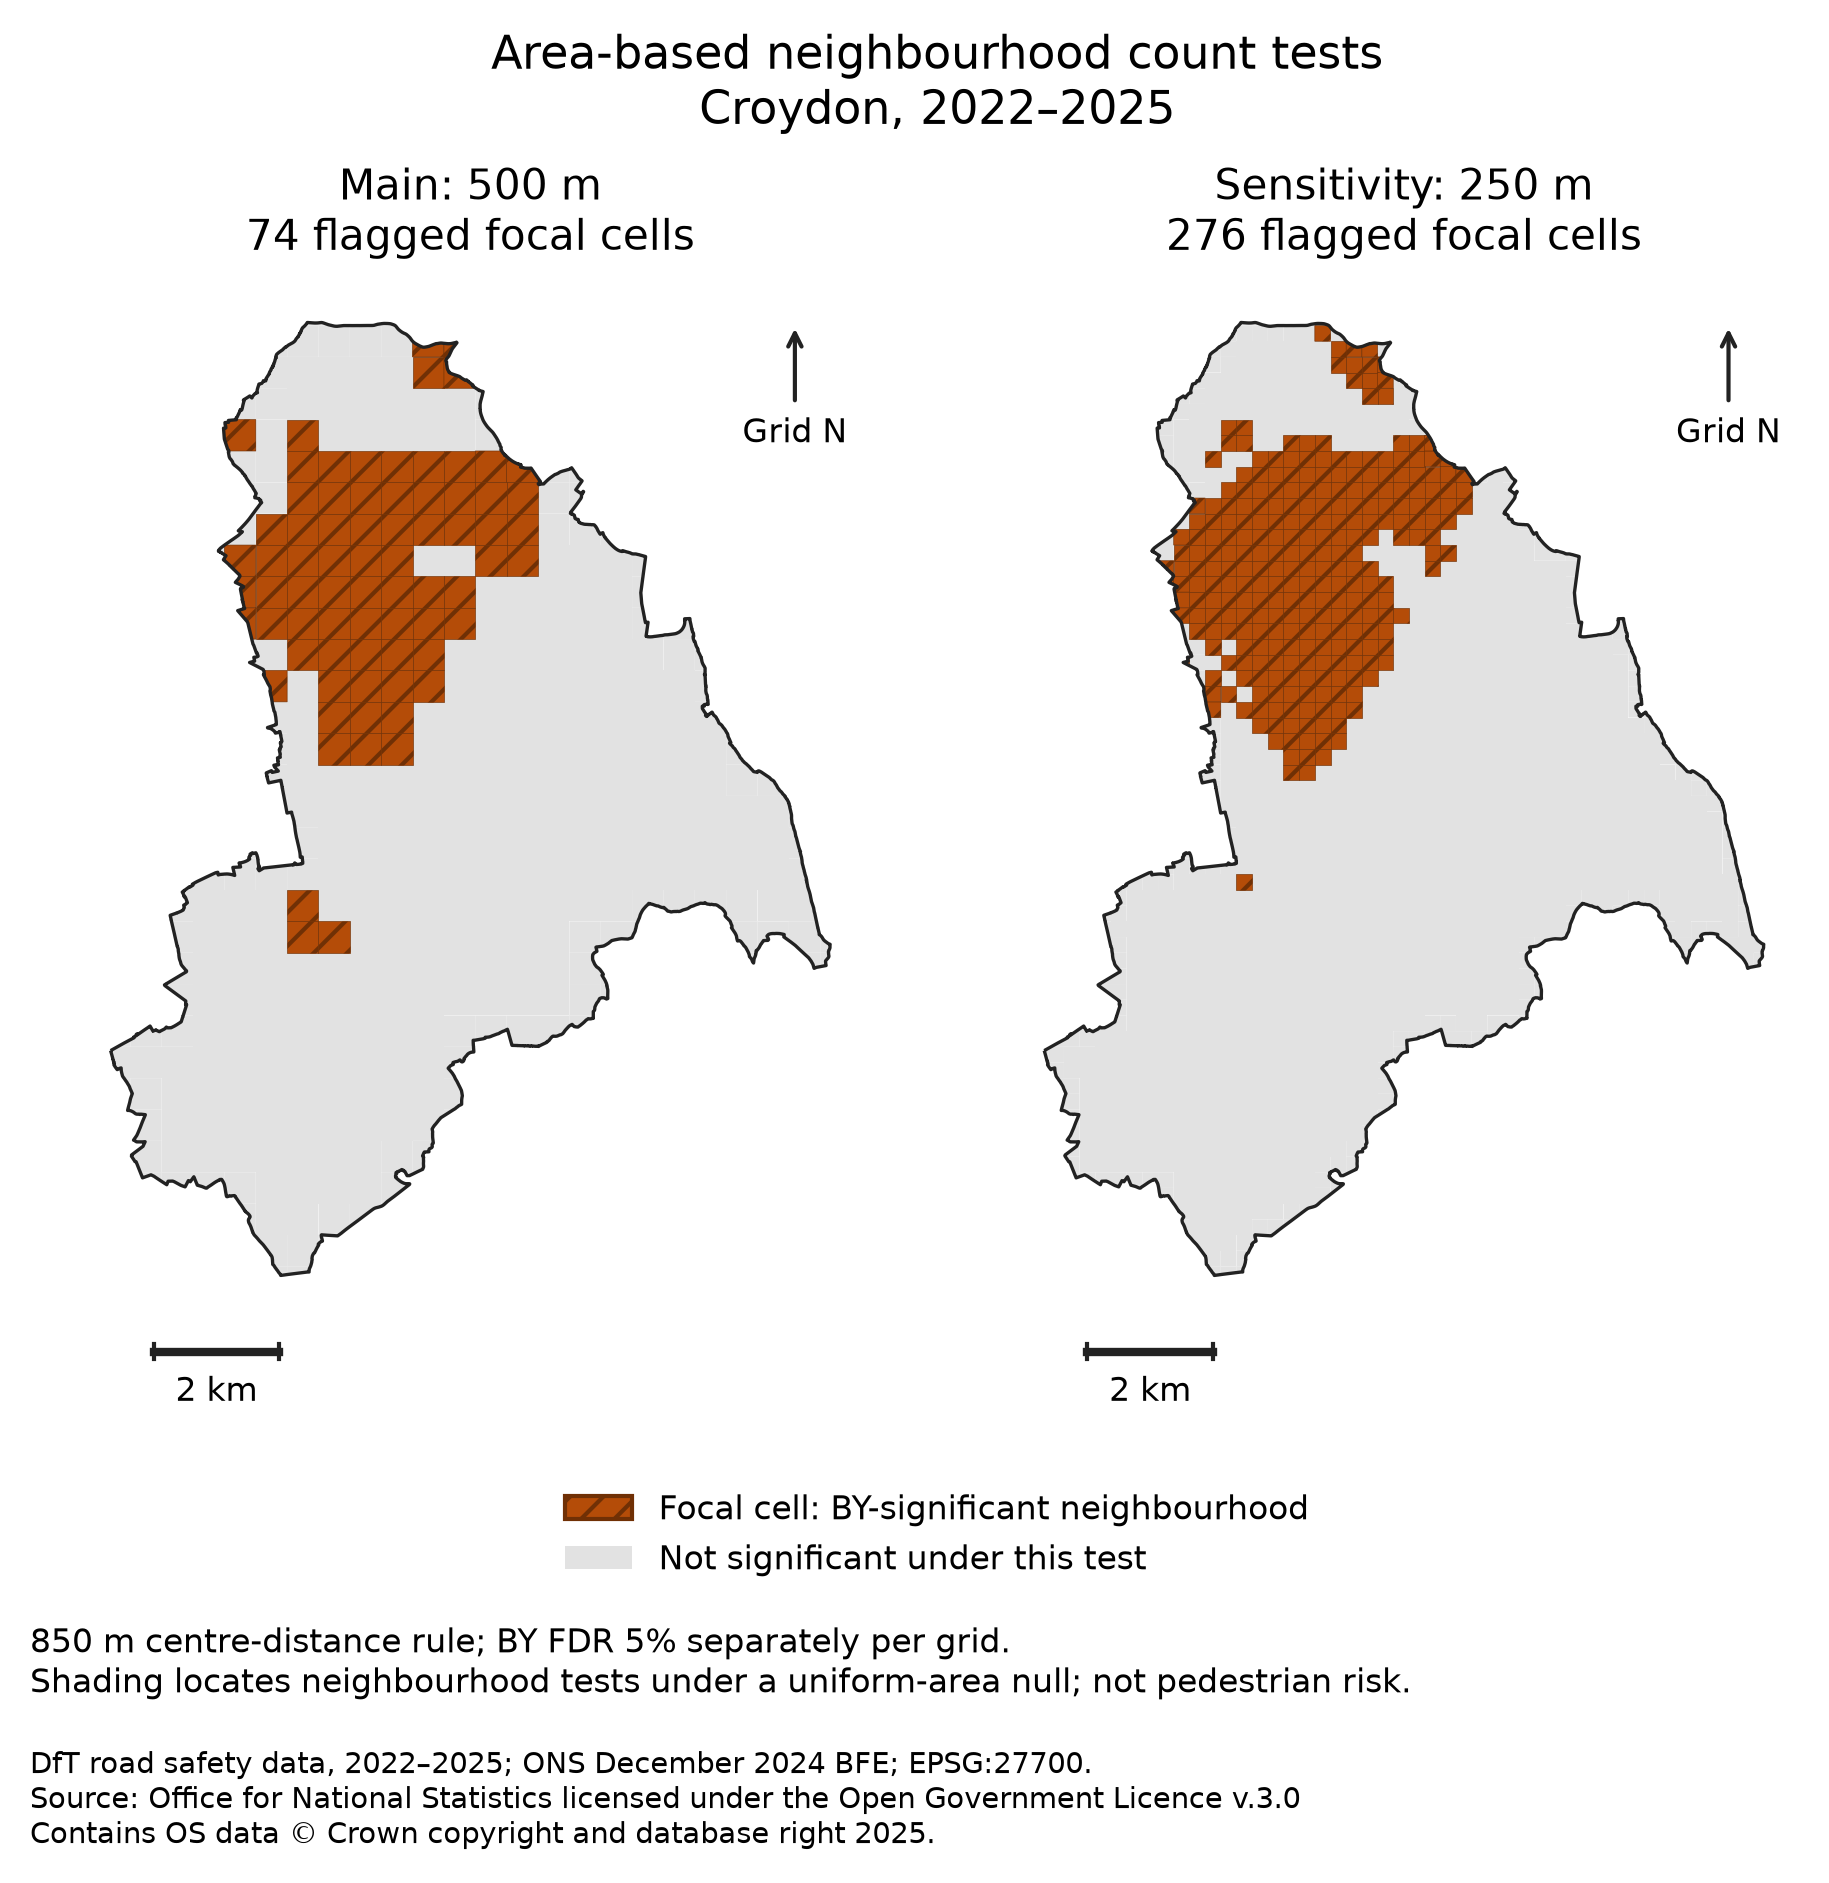 Area-based neighbourhood count tests
Croydon, 2022–2025
Main: 500 m
74 flagged focal cells
Sensitivity: 250 m
276 flagged focal cells
Grid N
Grid N
2 km
2 km
Focal cell: BY-significant neighbourhood
Not significant under this test
850 m centre-distance rule; BY FDR 5% separately per grid.
Shading locates neighbourhood tests under a uniform-area null; not pedestrian risk.
DfT road safety data, 2022–2025; ONS December 2024 BFE; EPSG:27700.
Source: Office for National Statistics licensed under the Open Government Licence v.3.0
Contains OS data © Crown copyright and database right 2025.